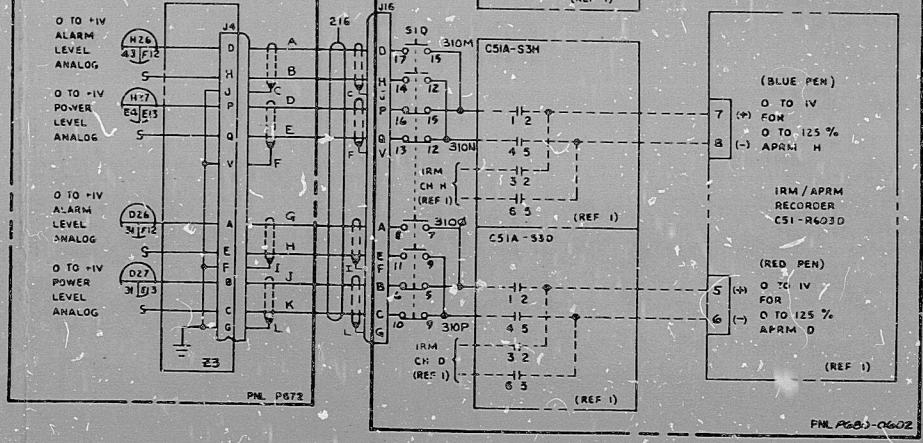 (REF 1)
J4
J16
216
S1Q
0 TO +1V
ALARM
LEVEL
ANALOG
H26
43 F12
S
D
A
D
17 15
310M
H
B
H
14 12
J
C
C
J
0 TO +1V
POWER
LEVEL
ANALOG
H27
E4 E13
S
P
D
P
16 15
Q
E
Q
13 12
310N
V
F
F
V
C51A-S3H
1 2
4 5
IRM
CH H
(REF 1)
3 2
6 5
(REF 1)
7 (+)
8 (-)
(BLUE PEN)
0 TO 1V
FOR
0 TO 125 %
APRM H
IRM/APRM
RECORDER
C51-R603D
0 TO +1V
ALARM
LEVEL
ANALOG
D26
31 F12
S
A
G
A
8 7
310Ø
E
H
E
11 9
F
I
I
F
0 TO +1V
POWER
LEVEL
ANALOG
D27
31 E13
S
B
J
B
6 5
C
K
C
10 9
310P
G
L
L
G
Z3
PNL P672
C51A-S3D
1 2
4 5
IRM
CH D
(REF 1)
3 2
6 5
(REF 1)
5 (+)
6 (-)
(RED PEN)
0 TO 1V
FOR
0 TO 125 %
APRM D
(REF 1)